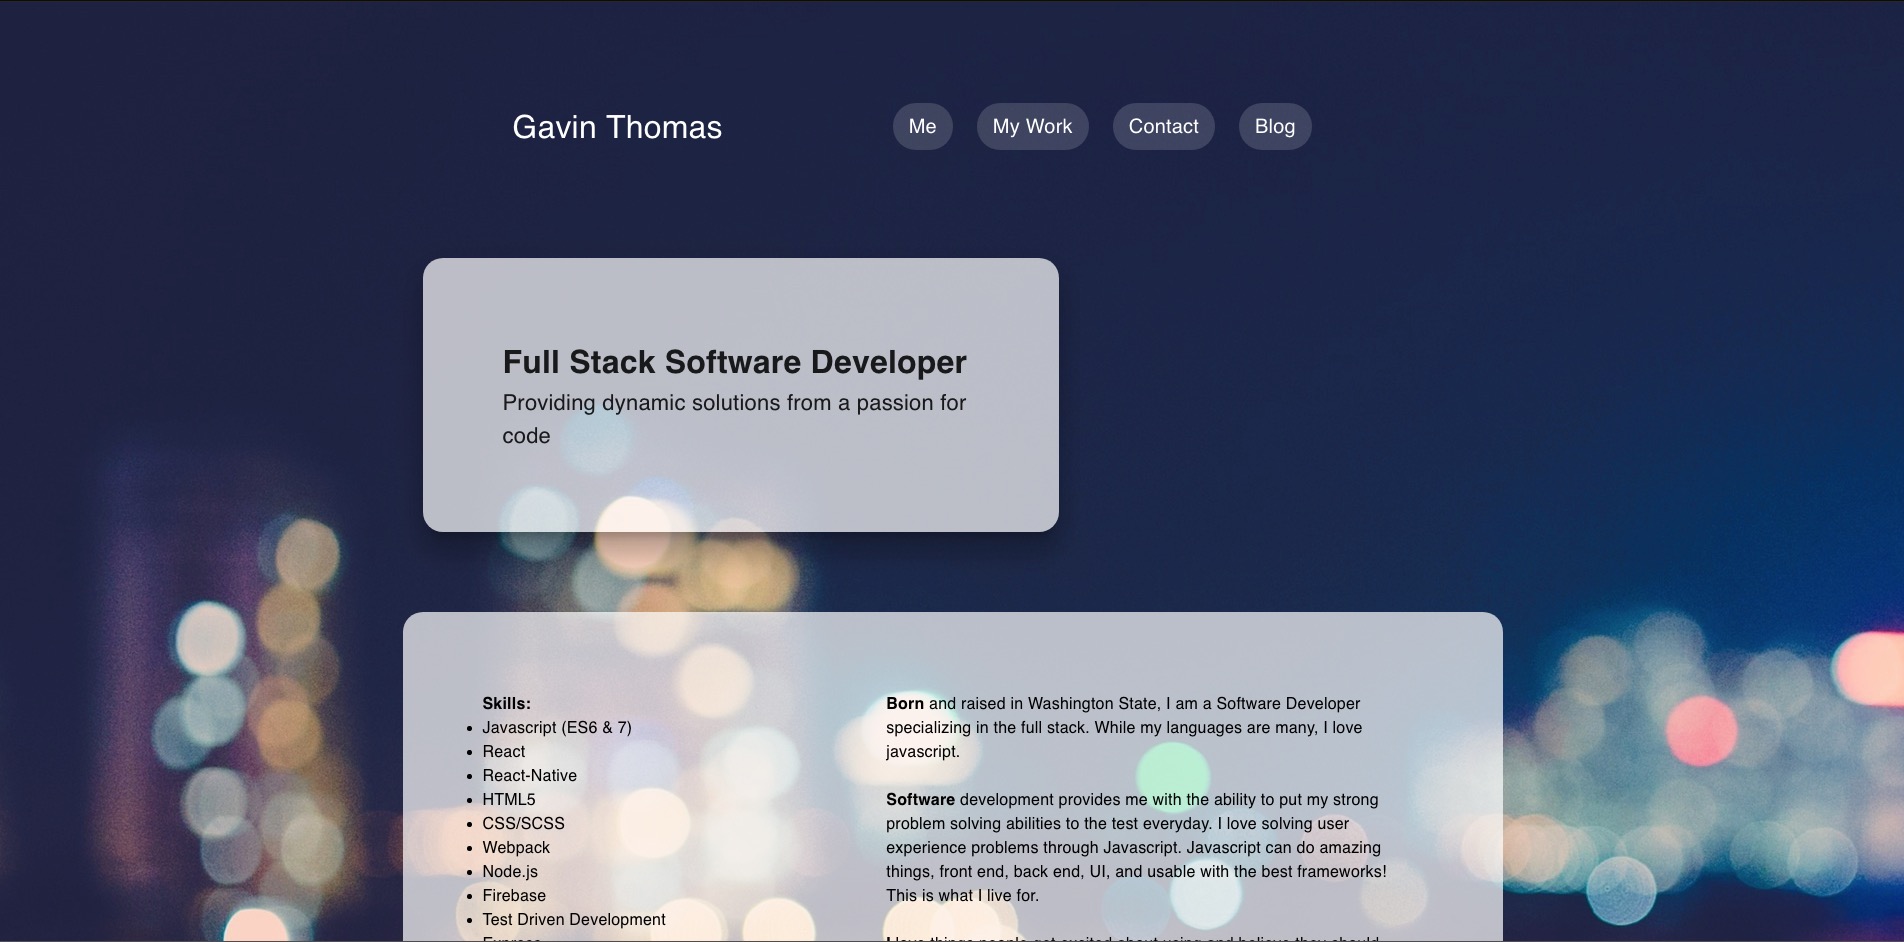 Gavin Thomas
Me
My Work
Contact
Blog
Full Stack Software Developer
Providing dynamic solutions from a passion for
code
Skills:
Javascript (ES6 & 7)
React
React-Native
HTML5
CSS/SCSS
Webpack
Node.js
Firebase
Test Driven Development
Born and raised in Washington State, I am a Software Developer
specializing in the full stack. While my languages are many, I love
javascript.
Software development provides me with the ability to put my strong
problem solving abilities to the test everyday. I love solving user
experience problems through Javascript. Javascript can do amazing
things, front end, back end, UI, and usable with the best frameworks!
This is what I live for.